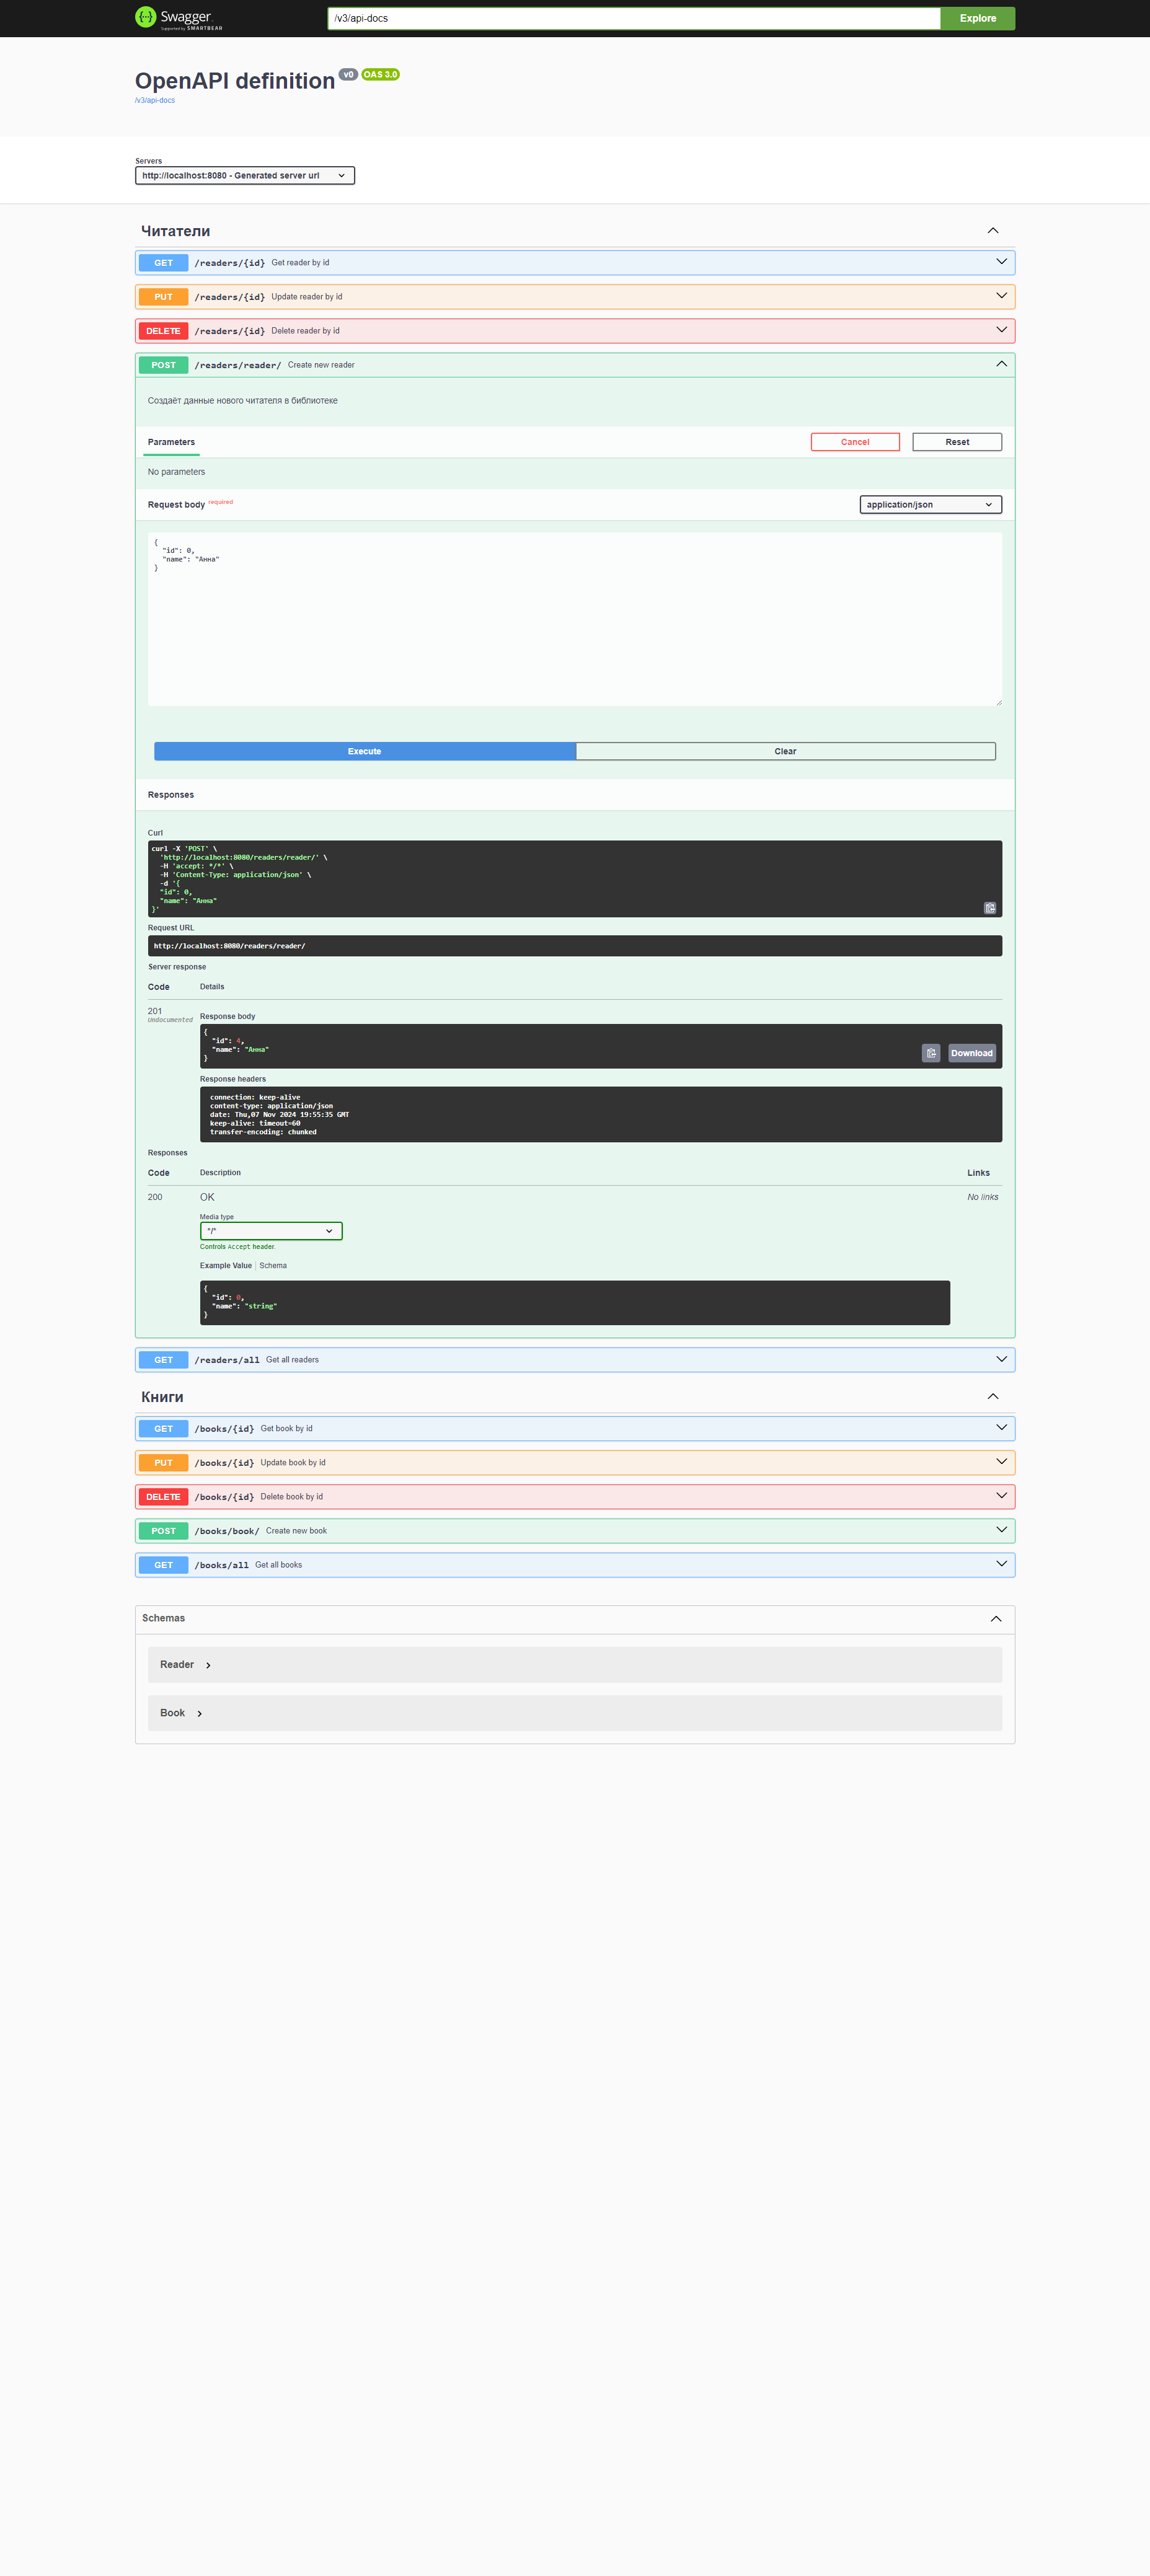 Swagger.
Supported by SMARTBEAR
/v3/api-docs
Explore
OpenAPI definition v0 OAS 3.0
/v3/api-docs
Servers
http://localhost:8080 - Generated server url
Читатели
GET /readers/{id} Get reader by id
PUT /readers/{id} Update reader by id
DELETE /readers/{id} Delete reader by id
POST /readers/reader/ Create new reader
Создаёт данные нового читателя в библиотеке
Parameters Cancel Reset
No parameters
Request body required application/json
{
"id": 0,
"name": "Анна"
}
Execute Clear
Responses
Curl
curl -X 'POST' \
'http://localhost:8080/readers/reader/' \
-H 'accept: */*' \
-H 'Content-Type: application/json' \
-d '{
"id": 0,
"name": "Анна"
}'
Request URL
http://localhost:8080/readers/reader/
Server response
Code Details
201
Undocumented
Response body
{
"id": 4,
"name": "Анна"
}
Download
Response headers
connection: keep-alive
content-type: application/json
date: Thu,07 Nov 2024 19:55:35 GMT
keep-alive: timeout=60
transfer-encoding: chunked
Responses
Code Description Links
200 OK No links
Media type
*/*
Controls Accept header.
Example Value Schema
{
"id": 0,
"name": "string"
}
GET /readers/all Get all readers
Книги
GET /books/{id} Get book by id
PUT /books/{id} Update book by id
DELETE /books/{id} Delete book by id
POST /books/book/ Create new book
GET /books/all Get all books
Schemas
Reader
Book